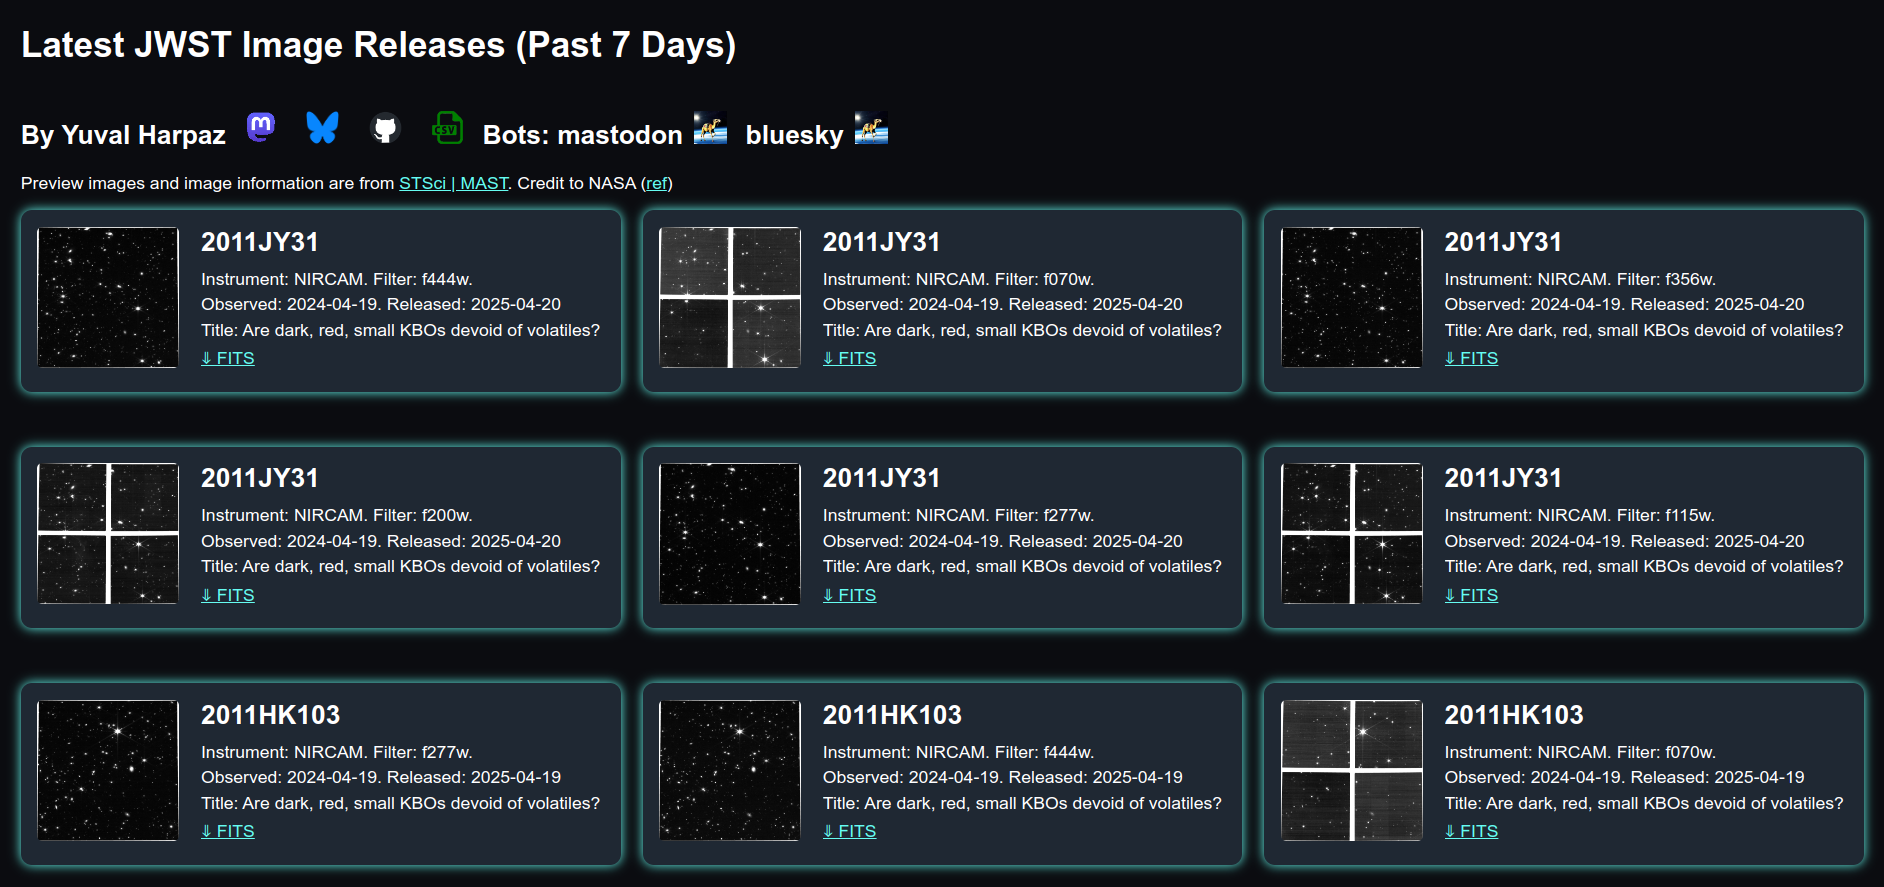 Latest JWST Image Releases (Past 7 Days)
By Yuval Harpaz CSV Bots: mastodon bluesky
Preview images and image information are from STSci | MAST. Credit to NASA (ref)
2011JY31
Instrument: NIRCAM. Filter: f444w.
Observed: 2024-04-19. Released: 2025-04-20
Title: Are dark, red, small KBOs devoid of volatiles?
⇓ FITS
2011JY31
Instrument: NIRCAM. Filter: f070w.
Observed: 2024-04-19. Released: 2025-04-20
Title: Are dark, red, small KBOs devoid of volatiles?
⇓ FITS
2011JY31
Instrument: NIRCAM. Filter: f356w.
Observed: 2024-04-19. Released: 2025-04-20
Title: Are dark, red, small KBOs devoid of volatiles?
⇓ FITS
2011JY31
Instrument: NIRCAM. Filter: f200w.
Observed: 2024-04-19. Released: 2025-04-20
Title: Are dark, red, small KBOs devoid of volatiles?
⇓ FITS
2011JY31
Instrument: NIRCAM. Filter: f277w.
Observed: 2024-04-19. Released: 2025-04-20
Title: Are dark, red, small KBOs devoid of volatiles?
⇓ FITS
2011JY31
Instrument: NIRCAM. Filter: f115w.
Observed: 2024-04-19. Released: 2025-04-20
Title: Are dark, red, small KBOs devoid of volatiles?
⇓ FITS
2011HK103
Instrument: NIRCAM. Filter: f277w.
Observed: 2024-04-19. Released: 2025-04-19
Title: Are dark, red, small KBOs devoid of volatiles?
⇓ FITS
2011HK103
Instrument: NIRCAM. Filter: f444w.
Observed: 2024-04-19. Released: 2025-04-19
Title: Are dark, red, small KBOs devoid of volatiles?
⇓ FITS
2011HK103
Instrument: NIRCAM. Filter: f070w.
Observed: 2024-04-19. Released: 2025-04-19
Title: Are dark, red, small KBOs devoid of volatiles?
⇓ FITS